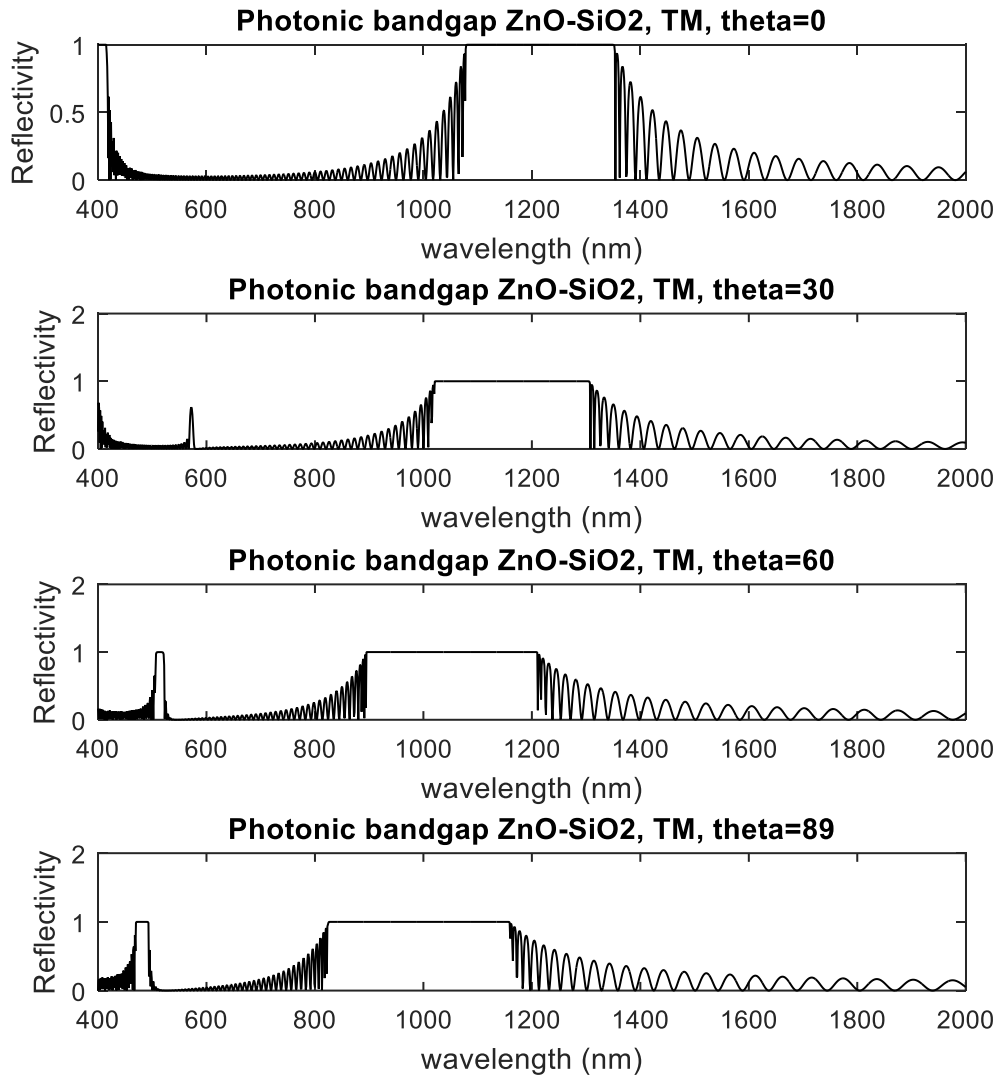 Photonic bandgap ZnO-SiO2, TM, theta=0
1
0.5
0
Reflectivity
400 600 800 1000 1200 1400 1600 1800 2000
wavelength (nm)
Photonic bandgap ZnO-SiO2, TM, theta=30
2
1
0
Reflectivity
400 600 800 1000 1200 1400 1600 1800 2000
wavelength (nm)
Photonic bandgap ZnO-SiO2, TM, theta=60
2
1
0
Reflectivity
400 600 800 1000 1200 1400 1600 1800 2000
wavelength (nm)
Photonic bandgap ZnO-SiO2, TM, theta=89
2
1
0
Reflectivity
400 600 800 1000 1200 1400 1600 1800 2000
wavelength (nm)